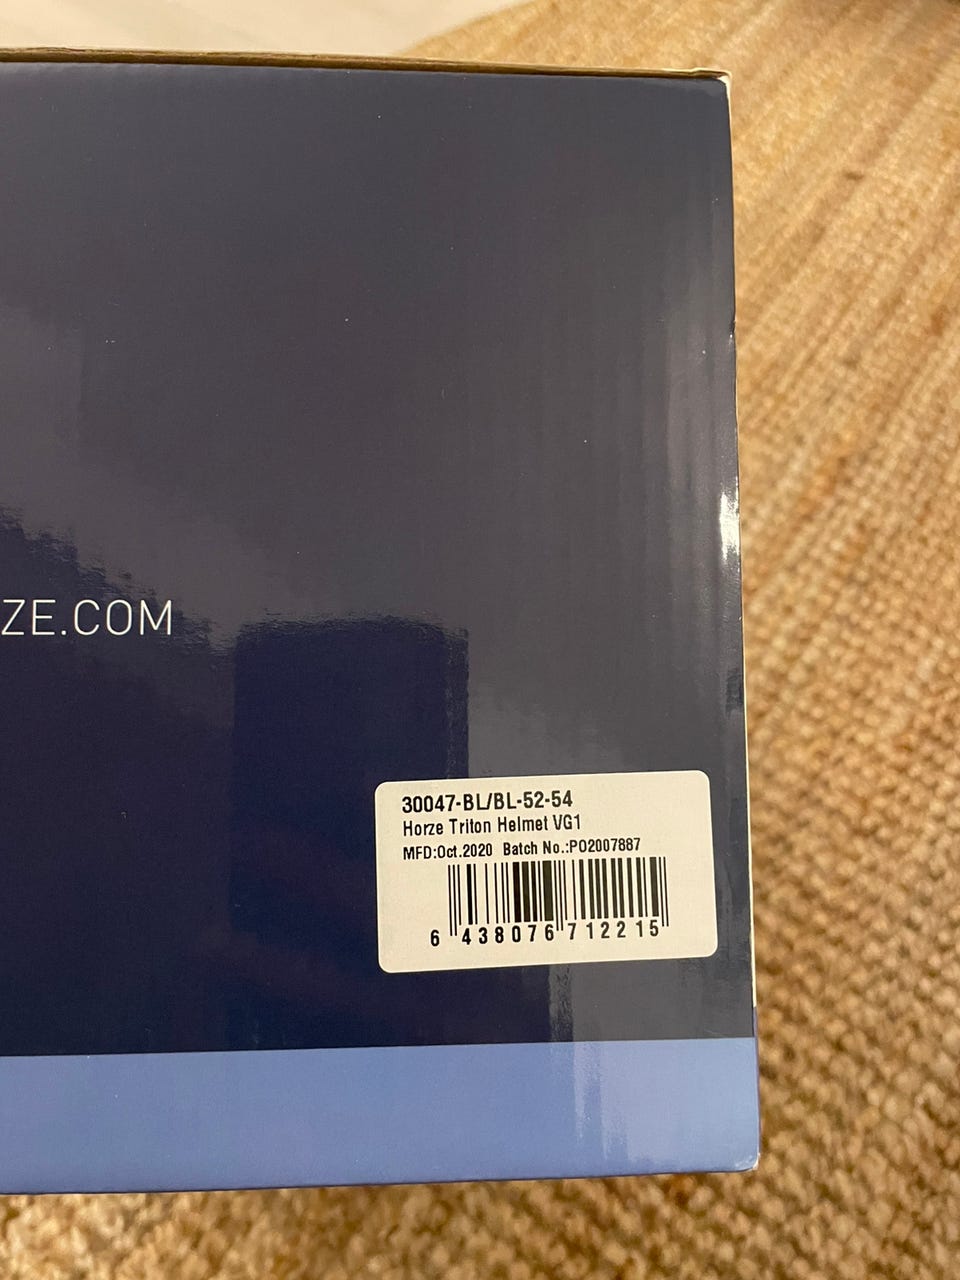 ZE.COM
30047-BL/BL-52-54
Horze Triton Helmet VG1
MFD:Oct.2020 Batch No.:PO2007887
6 438076 712215